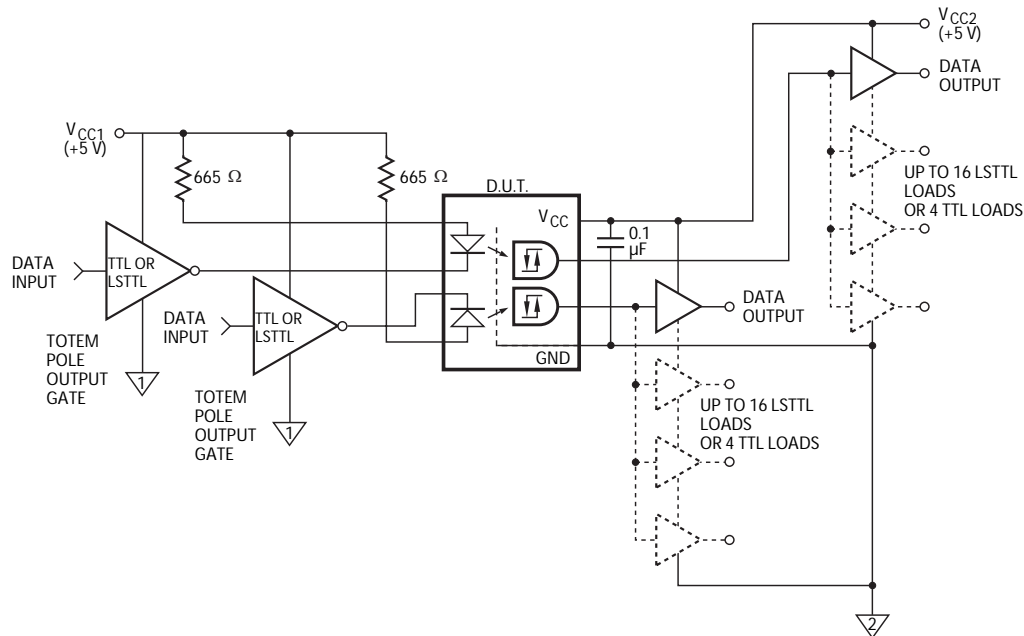 V CC2
(+5 V)
DATA
OUTPUT
V CC1
(+5 V)
665 Ω
665 Ω
UP TO 16 LSTTL
LOADS
OR 4 TTL LOADS
D.U.T.
V CC
0.1
µF
DATA
INPUT
TTL OR
LSTTL
DATA
INPUT
TTL OR
LSTTL
DATA
OUTPUT
GND
TOTEM
POLE
OUTPUT
GATE
1
TOTEM
POLE
OUTPUT
GATE
1
UP TO 16 LSTTL
LOADS
OR 4 TTL LOADS
2